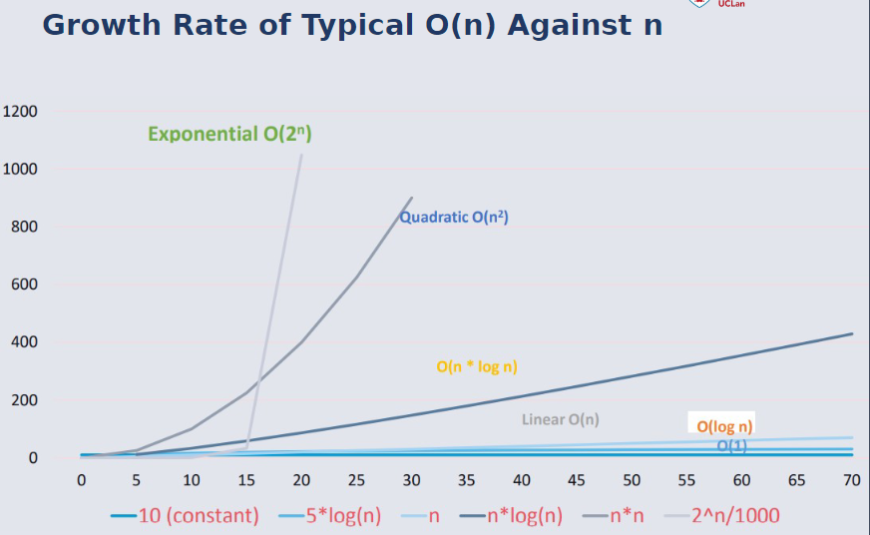 UCLan
Growth Rate of Typical O(n) Against n
1200
Exponential O(2ⁿ)
1000
800
Quadratic O(n²)
600
400
O(n * log n)
200
Linear O(n)
O(log n)
O(1)
0
0 5 10 15 20 25 30 35 40 45 50 55 60 65 70
10 (constant) 5*log(n) n n*log(n) n*n 2^n/1000